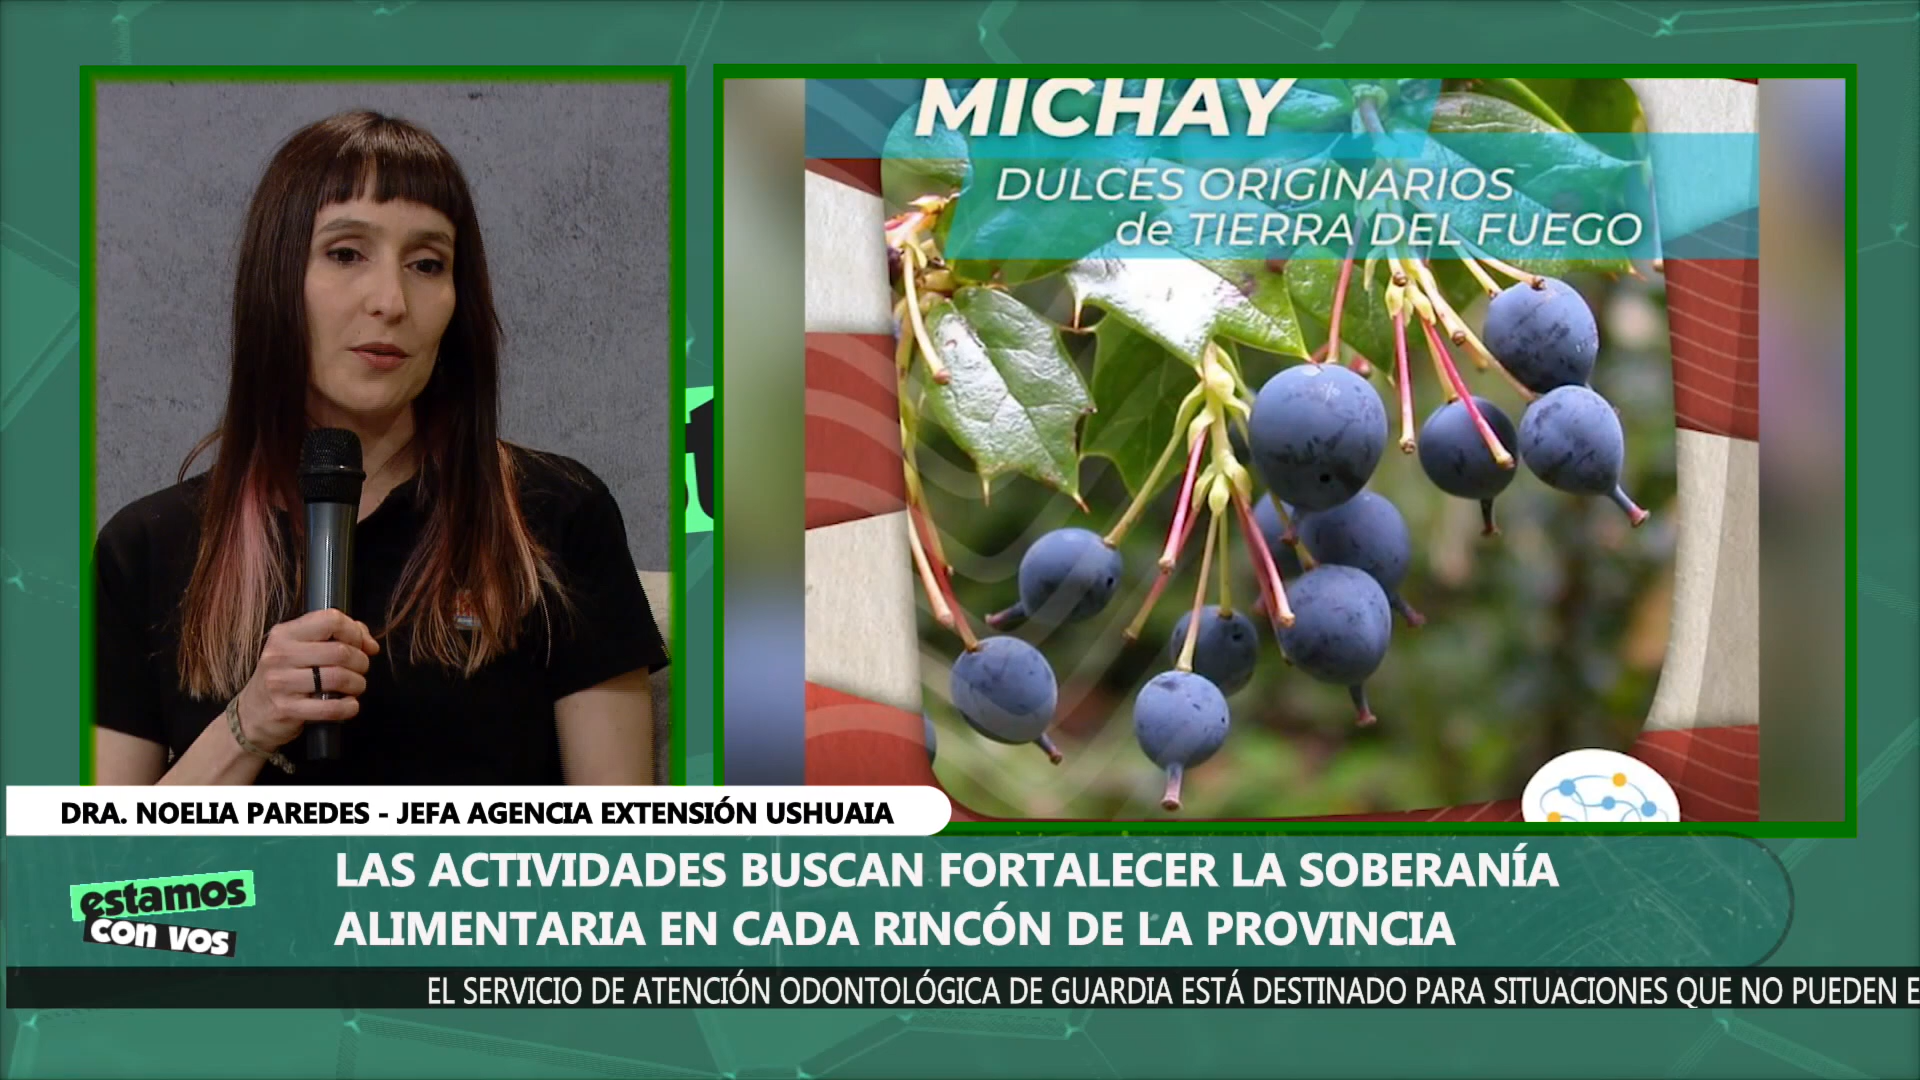 MICHAY
DULCES ORIGINARIOS
de TIERRA DEL FUEGO
DRA. NOELIA PAREDES - JEFA AGENCIA EXTENSIÓN USHUAIA
estamos
con vos
LAS ACTIVIDADES BUSCAN FORTALECER LA SOBERANÍA
ALIMENTARIA EN CADA RINCÓN DE LA PROVINCIA
EL SERVICIO DE ATENCIÓN ODONTOLÓGICA DE GUARDIA ESTÁ DESTINADO PARA SITUACIONES QUE NO PUEDEN E